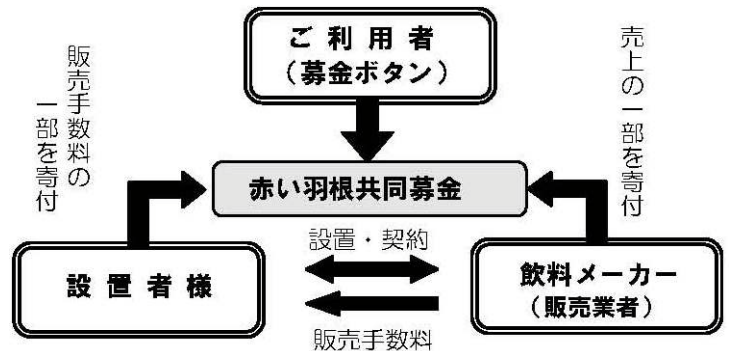 ご利用者
（募金ボタン）
販売手数料の
一部を寄付
売上の一部を寄付
赤い羽根共同募金
設置・契約
設置者様
飲料メーカー
（販売業者）
販売手数料